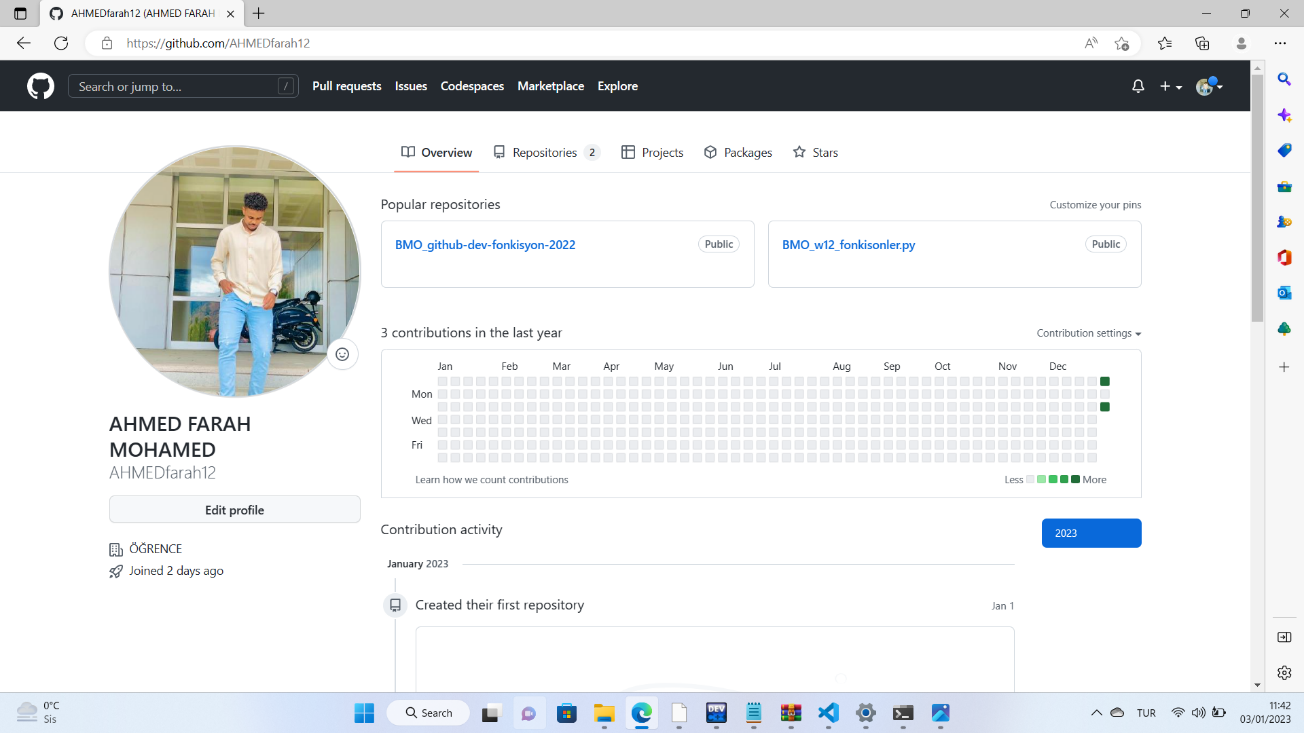 AHMEDfarah12 (AHMED FARAH
https://github.com/AHMEDfarah12
Search or jump to...
/
Pull requests
Issues
Codespaces
Marketplace
Explore
Overview
Repositories 2
Projects
Packages
Stars
Popular repositories
Customize your pins
BMO_github-dev-fonkisyon-2022
Public
BMO_w12_fonkisonler.py
Public
3 contributions in the last year
Contribution settings
Jan Feb Mar Apr May Jun Jul Aug Sep Oct Nov Dec
Mon
Wed
Fri
Learn how we count contributions
Less
More
AHMED FARAH
MOHAMED
AHMEDfarah12
Edit profile
ÖĞRENCE
Joined 2 days ago
Contribution activity
2023
January 2023
Created their first repository
Jan 1
0°C
Sis
Search
DEV
TUR
11:42
03/01/2023